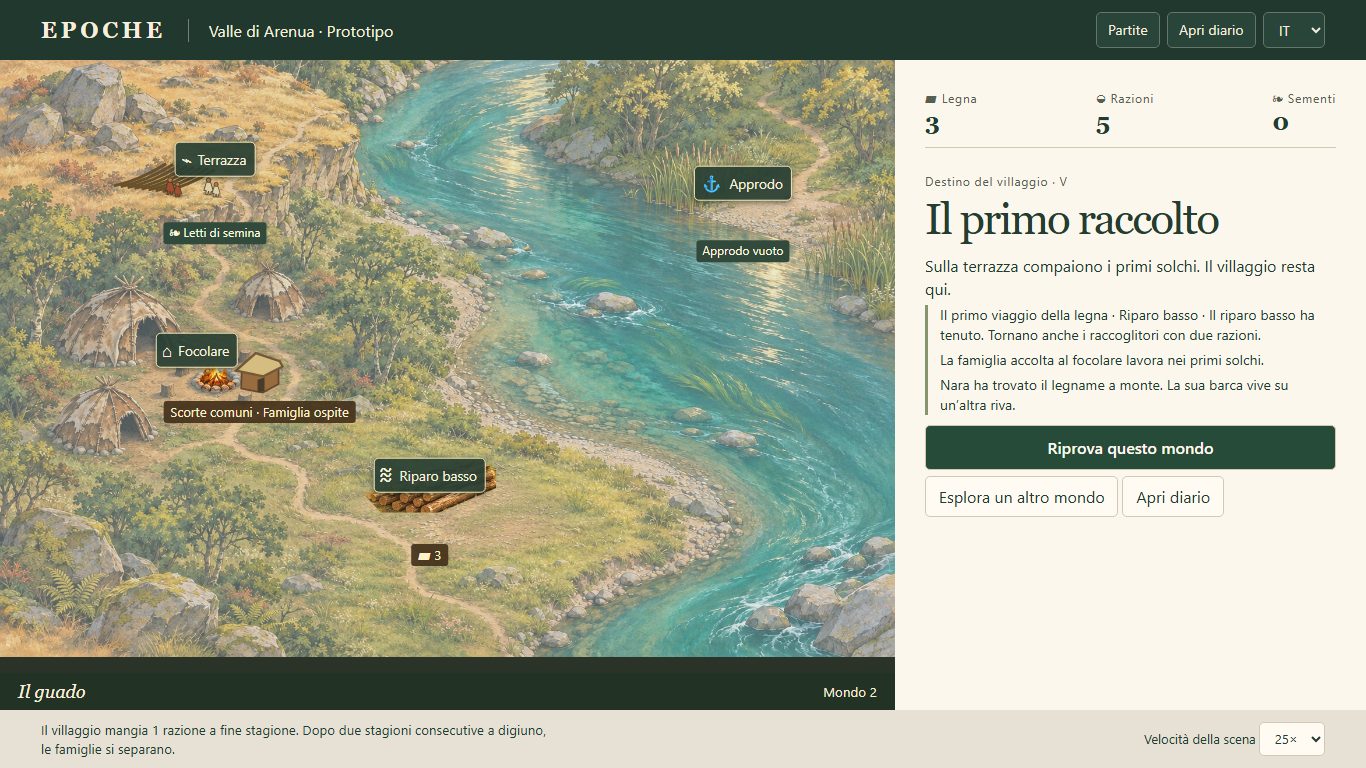 EPOCHE
Valle di Arenua · Prototipo
Partite
Apri diario
IT
Terrazza
Letti di semina
Approdo
Approdo vuoto
Focolare
Scorte comuni · Famiglia ospite
Riparo basso
3
Il guado
Mondo 2
Legna
3
Razioni
5
Sementi
0
Destino del villaggio · V
Il primo raccolto
Sulla terrazza compaiono i primi solchi. Il villaggio resta
qui.
Il primo viaggio della legna · Riparo basso · Il riparo basso ha
tenuto. Tornano anche i raccoglitori con due razioni.
La famiglia accolta al focolare lavora nei primi solchi.
Nara ha trovato il legname a monte. La sua barca vive su
un’altra riva.
Riprova questo mondo
Esplora un altro mondo
Apri diario
Il villaggio mangia 1 razione a fine stagione. Dopo due stagioni consecutive a digiuno,
le famiglie si separano.
Velocità della scena
25×